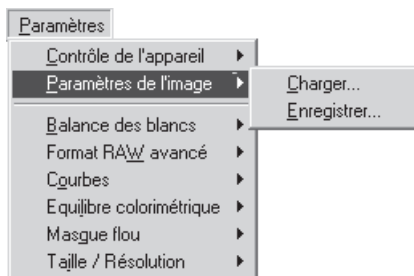 Paramètres
Contrôle de l'appareil
Paramètres de l'image
Charger...
Enregistrer...
Balance des blancs
Format RAW avancé
Courbes
Equilibre colorimétrique
Masque flou
Taille / Résolution